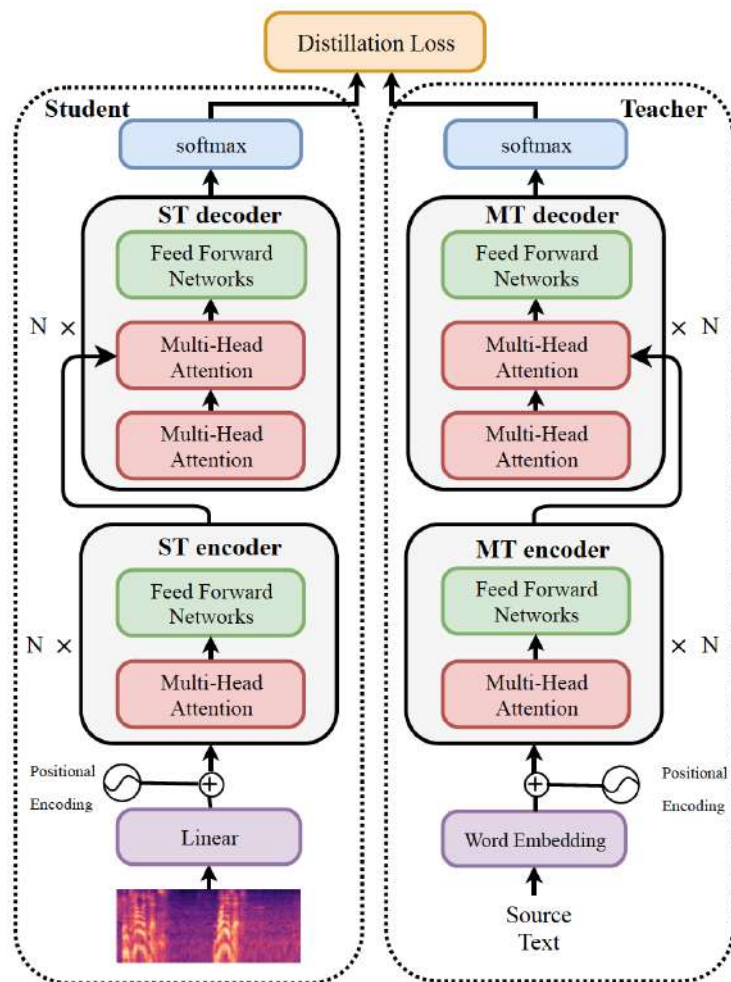 Distillation Loss
Student
softmax
ST decoder
Feed Forward
Networks
N ×
Multi-Head
Attention
Multi-Head
Attention
ST encoder
Feed Forward
Networks
N ×
Multi-Head
Attention
Positional
Encoding
Linear
Teacher
softmax
MT decoder
Feed Forward
Networks
× N
Multi-Head
Attention
Multi-Head
Attention
MT encoder
Feed Forward
Networks
× N
Multi-Head
Attention
Positional
Encoding
Word Embedding
Source
Text